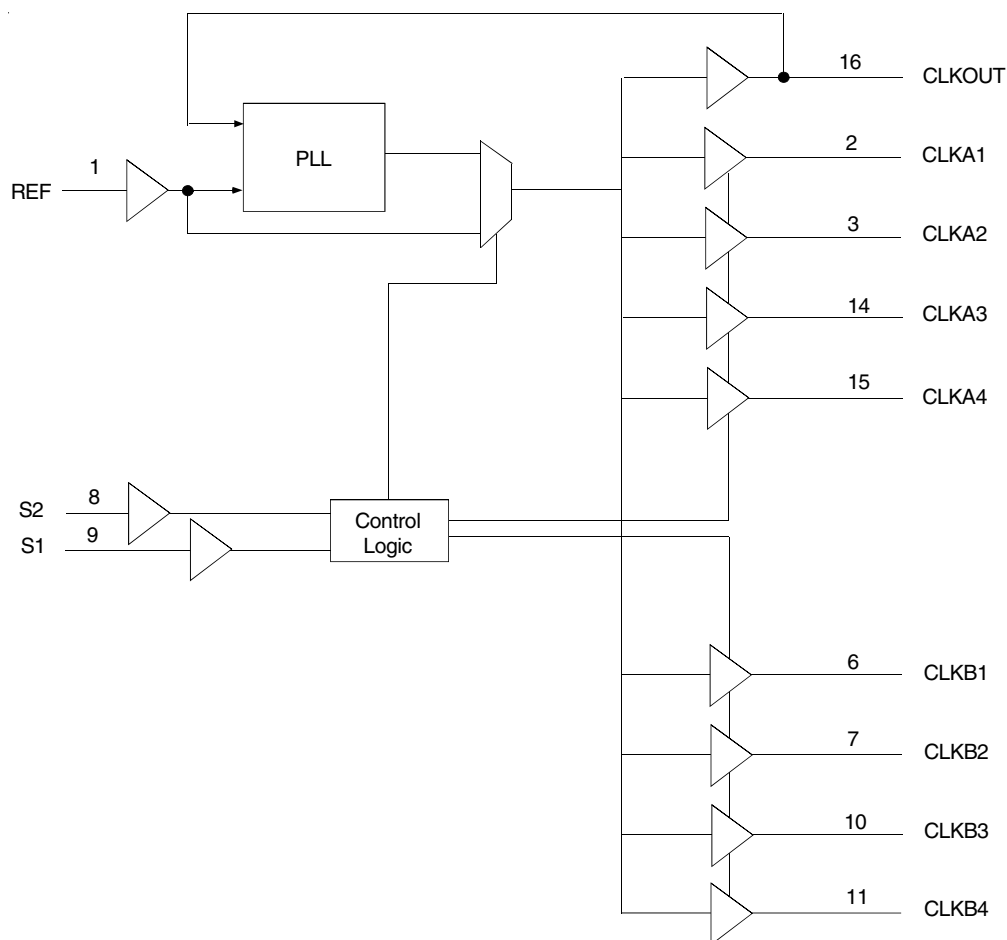 16
CLKOUT
PLL
1
REF
2
CLKA1
3
CLKA2
14
CLKA3
15
CLKA4
S2
8
S1
9
Control
Logic
6
CLKB1
7
CLKB2
10
CLKB3
11
CLKB4